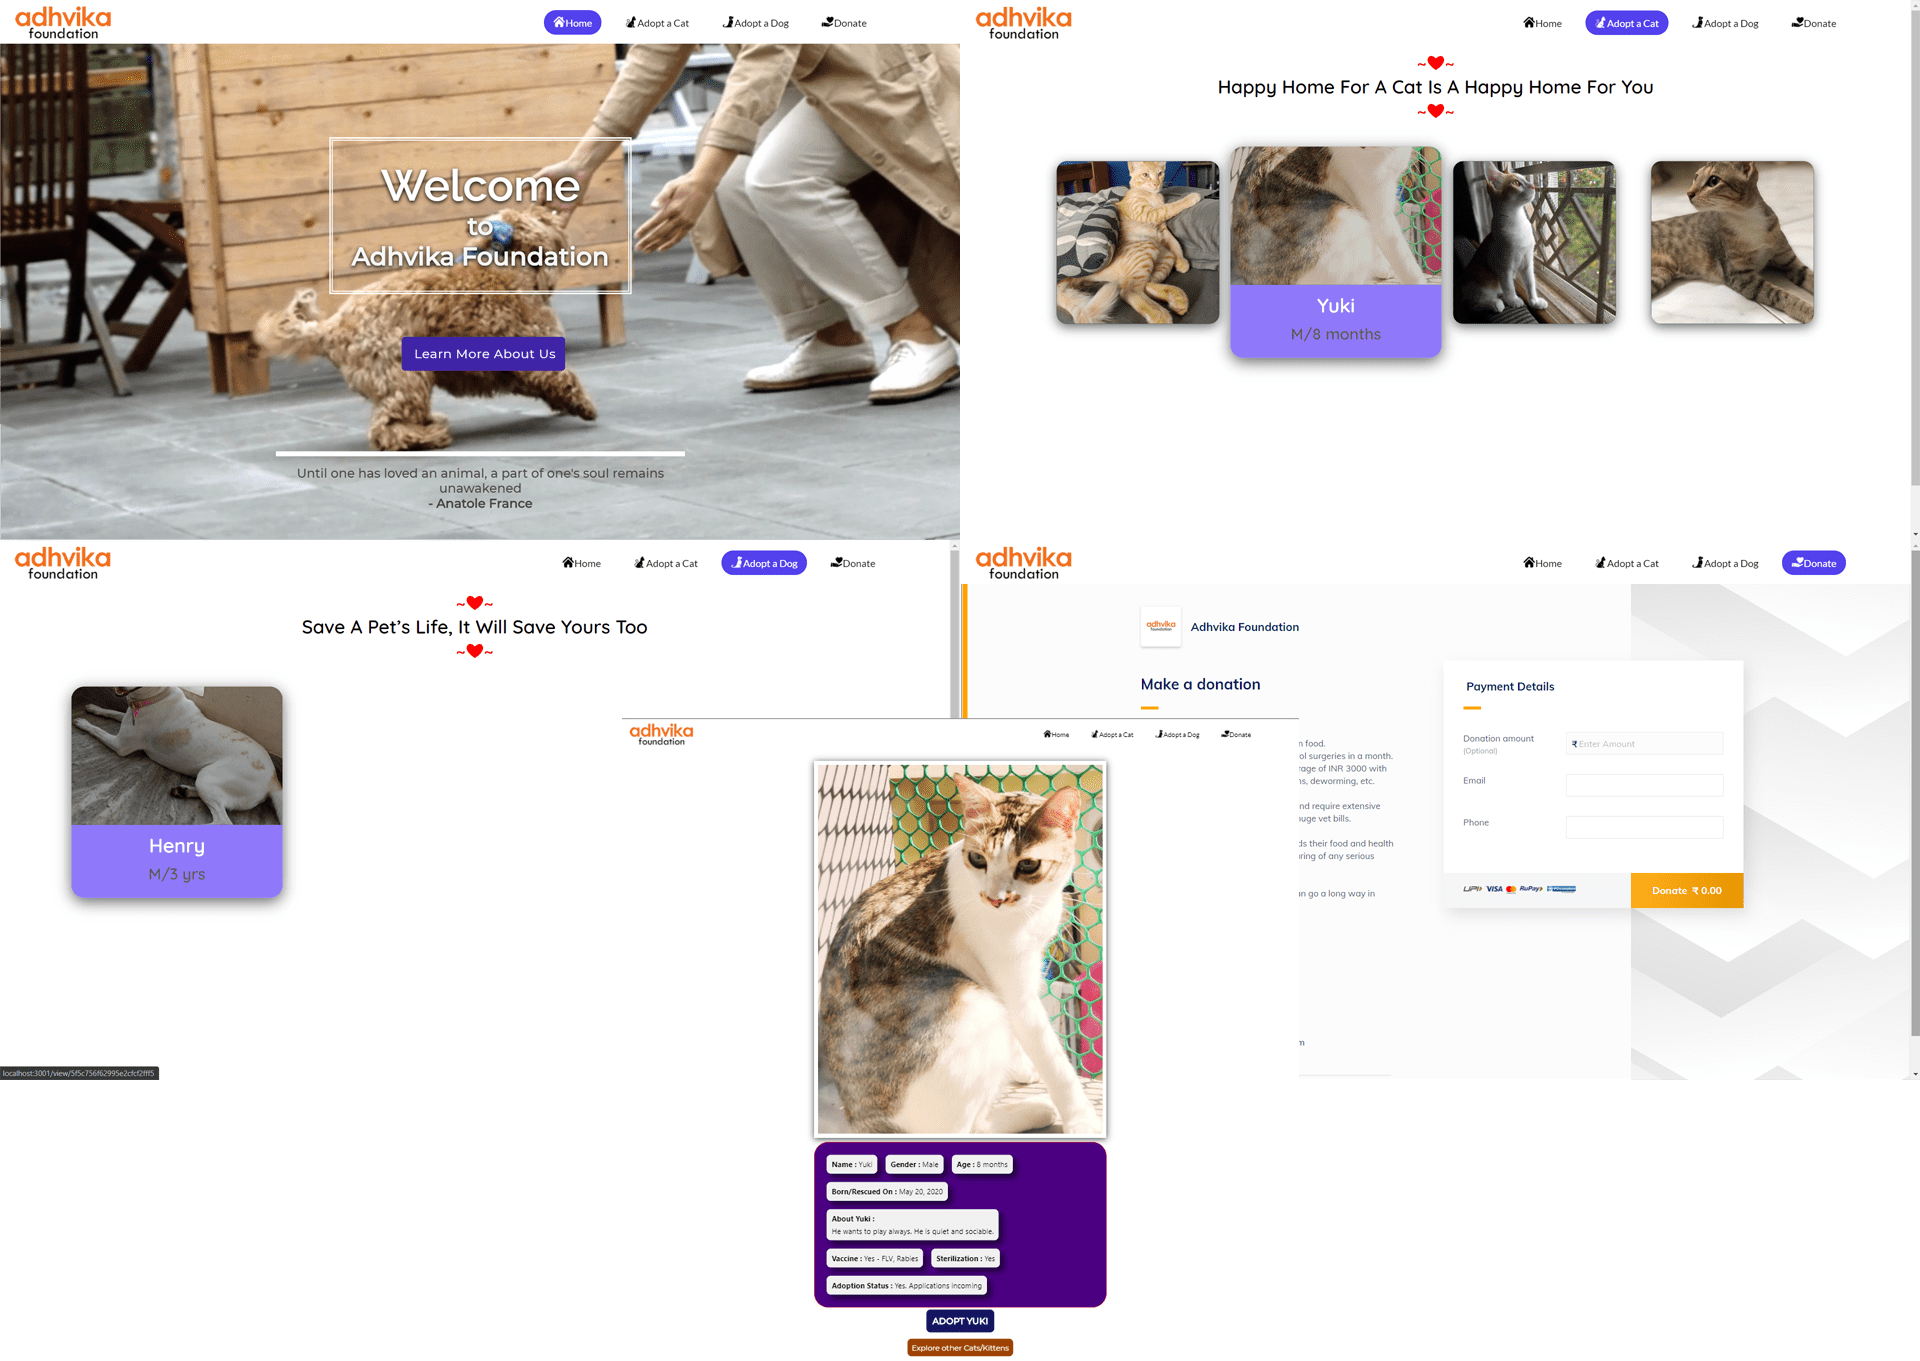 adhvika
foundation
Home
Adopt a Cat
Adopt a Dog
Donate
Welcome
to
Adhvika Foundation
Learn More About Us
Until one has loved an animal, a part of one's soul remains
unawakened
- Anatole France
adhvika
foundation
Home
Adopt a Cat
Adopt a Dog
Donate
~ ~
Happy Home For A Cat Is A Happy Home For You
~ ~
Yuki
M/8 months
adhvika
foundation
Home
Adopt a Cat
Adopt a Dog
Donate
~ ~
Save A Pet’s Life, It Will Save Yours Too
~ ~
Henry
M/3 yrs
localhost:3001/view/5f5c756f62995e2cfcf2fff5
adhvika
foundation
Home
Adopt a Cat
Adopt a Dog
Donate
adhvika
foundation
Adhvika Foundation
Make a donation
n food.
ol surgeries in a month.
rage of INR 3000 with
ns, deworming, etc.
nd require extensive
huge vet bills.
ds their food and health
uring of any serious
an go a long way in
m
Payment Details
Donation amount
(Optional)
₹ Enter Amount
Email
Phone
UPI VISA RuPay
Donate ₹ 0.00
adhvika
foundation
Home
Adopt a Cat
Adopt a Dog
Donate
Name : Yuki
Gender : Male
Age : 8 months
Born/Rescued On : May 20, 2020
About Yuki :
He wants to play always. He is quiet and sociable.
Vaccine : Yes - FLV, Rabies
Sterilization : Yes
Adoption Status : Yes. Applications Incoming
ADOPT YUKI
Explore other Cats/Kittens